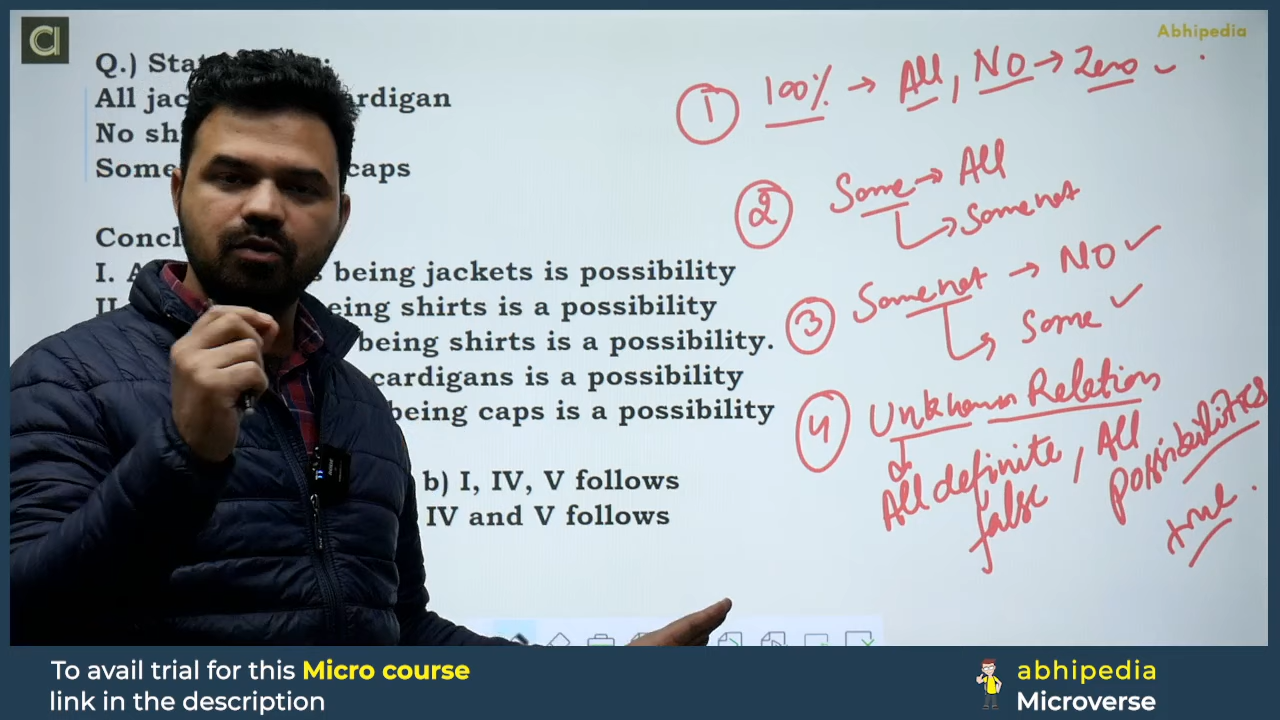 Abhipedia
Q.) Stat
All jac ardigan
No sh
Some caps
Concl
I. A s being jackets is possibility
II eing shirts is a possibility
being shirts is a possibility.
cardigans is a possibility
being caps is a possibility
b) I, IV, V follows
IV and V follows
① 100% → All, NO → Zero
② Some → All
→ Some not
③ Some not → NO ✓
→ Some ✓
④ Unknown Relation
All definite false, All possibilities true.
To avail trial for this Micro course
link in the description
abhipedia
Microverse